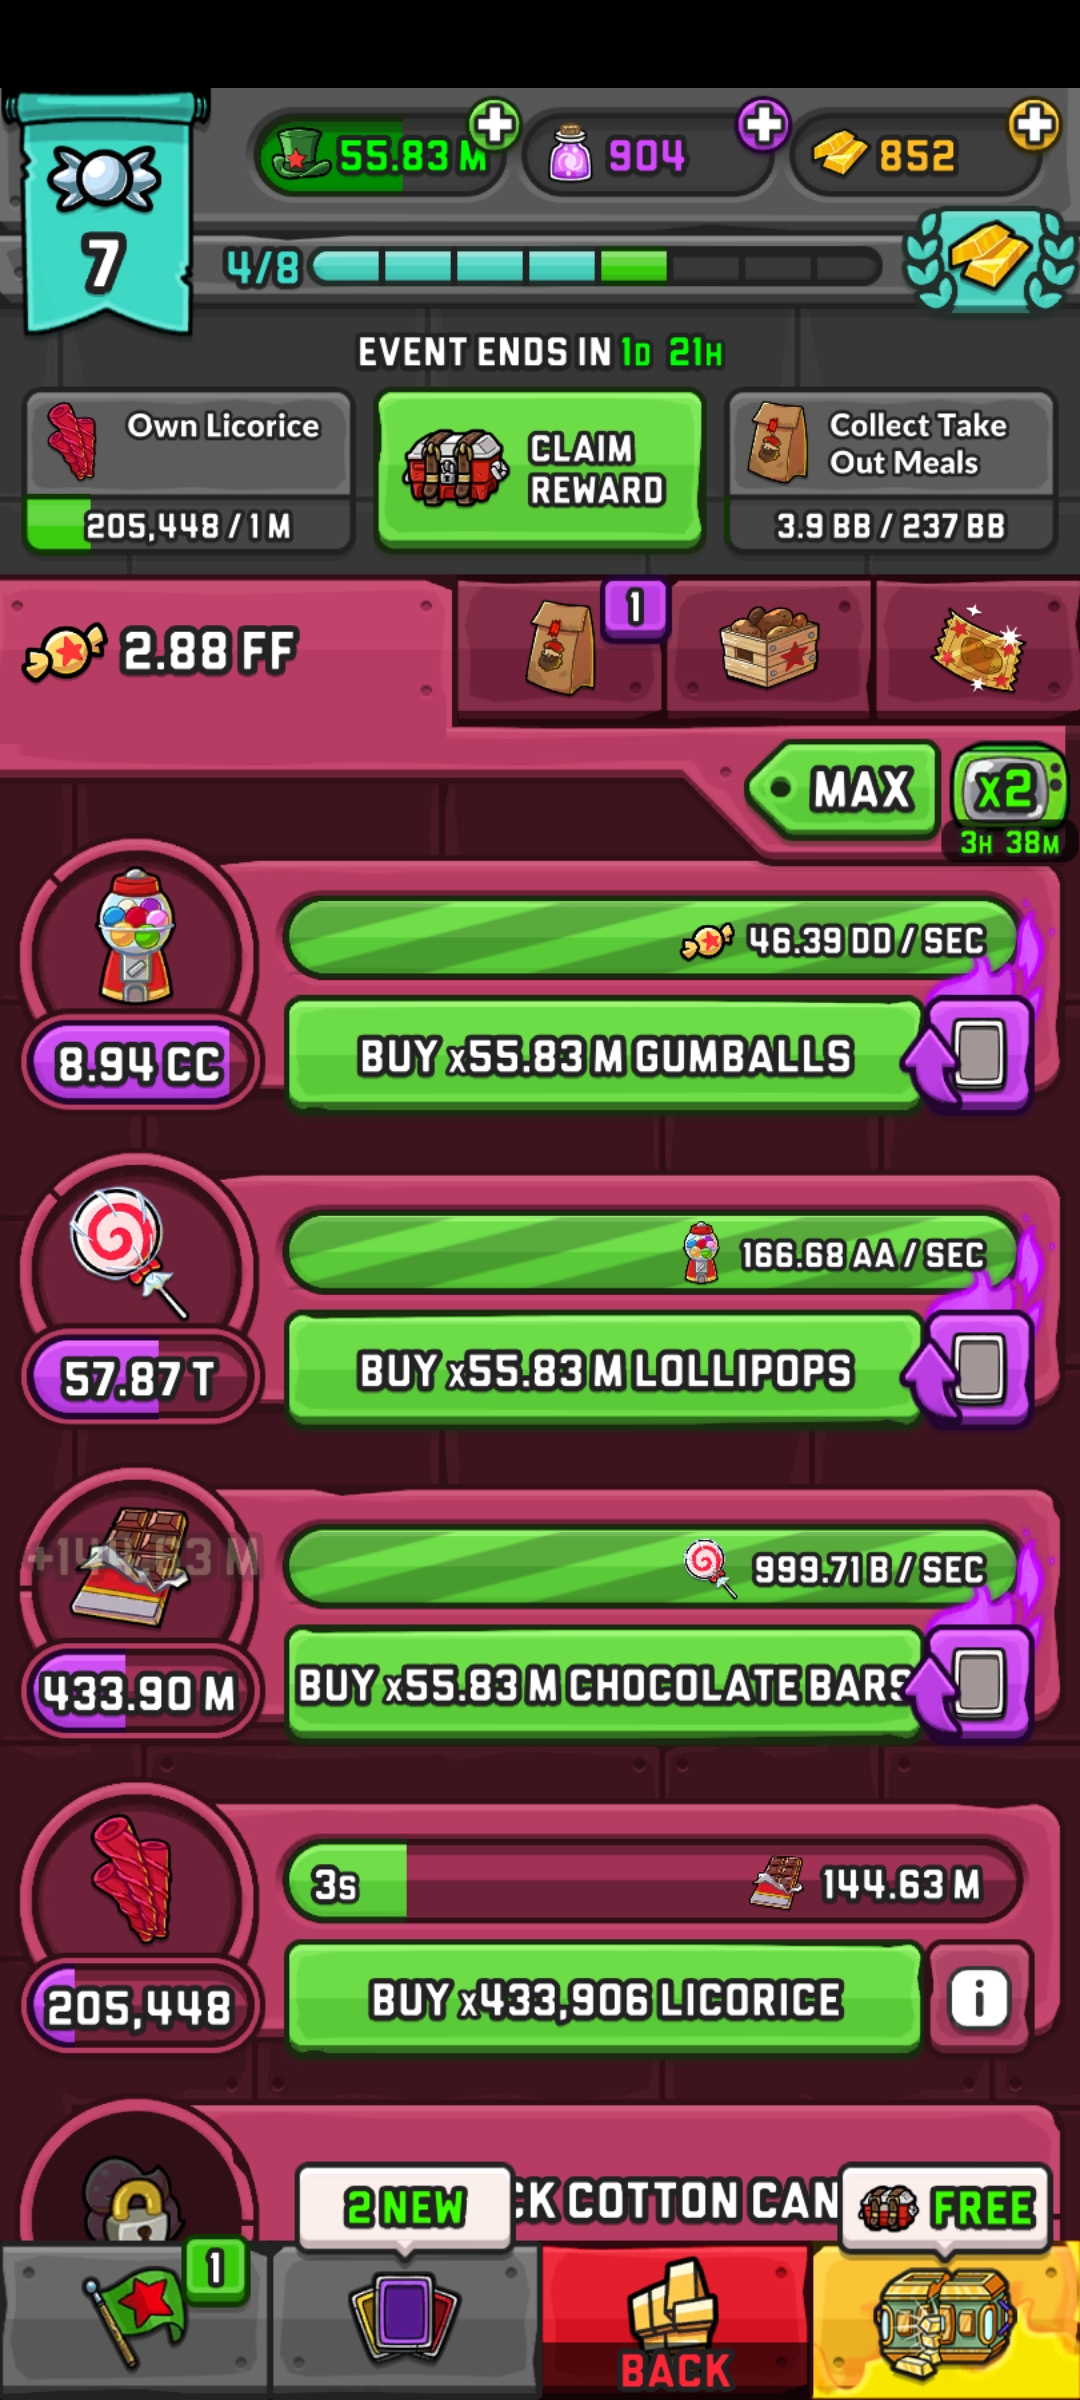 55.83 M
904
852
7
4/8
EVENT ENDS IN 1D 21H
Own Licorice
205,448 / 1 M
CLAIM
REWARD
Collect Take
Out Meals
3.9 BB / 237 BB
2.88 FF
1
MAX
x2
3H 38M
46.39 DD / SEC
8.94 CC
BUY x55.83 M GUMBALLS
166.68 AA / SEC
57.87 T
BUY x55.83 M LOLLIPOPS
999.71 B / SEC
433.90 M
BUY x55.83 M CHOCOLATE BARS
3s
144.63 M
205,448
BUY x433,906 LICORICE
i
2 NEW
CK COTTON CAN
FREE
1
BACK